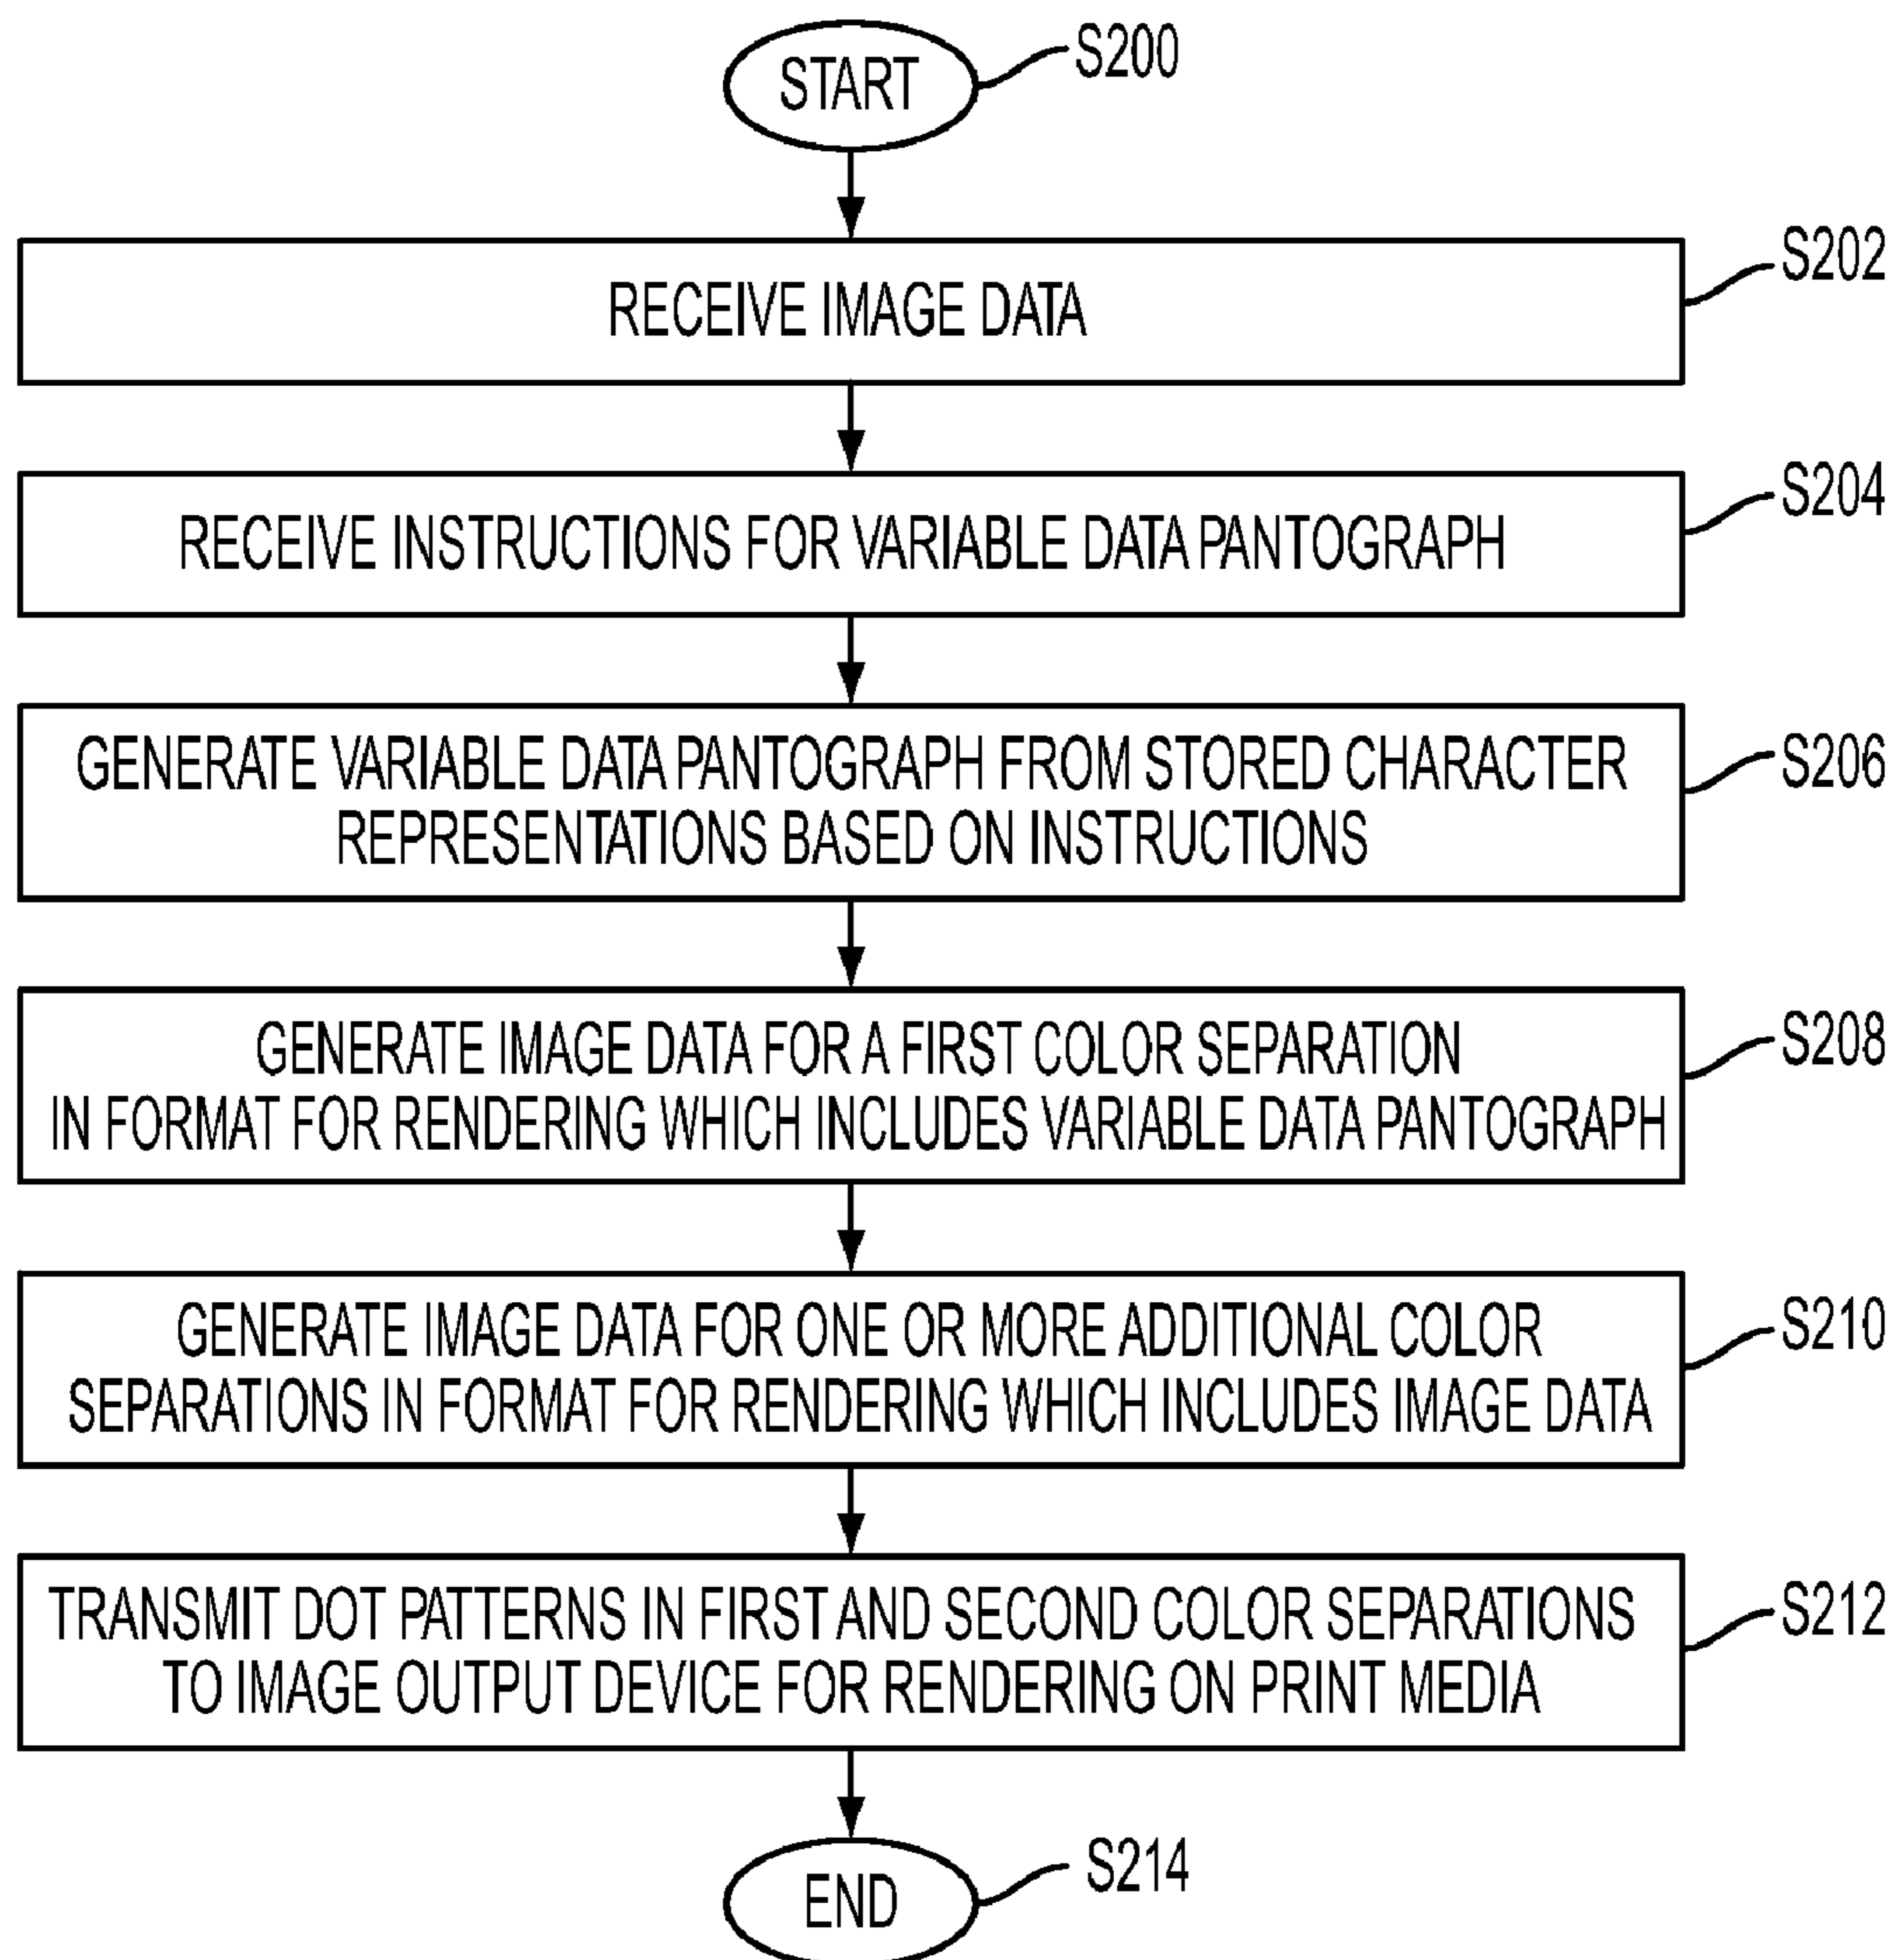 START
S200
RECEIVE IMAGE DATA
S202
RECEIVE INSTRUCTIONS FOR VARIABLE DATA PANTOGRAPH
S204
GENERATE VARIABLE DATA PANTOGRAPH FROM STORED CHARACTER
REPRESENTATIONS BASED ON INSTRUCTIONS
S206
GENERATE IMAGE DATA FOR A FIRST COLOR SEPARATION
IN FORMAT FOR RENDERING WHICH INCLUDES VARIABLE DATA PANTOGRAPH
S208
GENERATE IMAGE DATA FOR ONE OR MORE ADDITIONAL COLOR
SEPARATIONS IN FORMAT FOR RENDERING WHICH INCLUDES IMAGE DATA
S210
TRANSMIT DOT PATTERNS IN FIRST AND SECOND COLOR SEPARATIONS
TO IMAGE OUTPUT DEVICE FOR RENDERING ON PRINT MEDIA
S212
END
S214